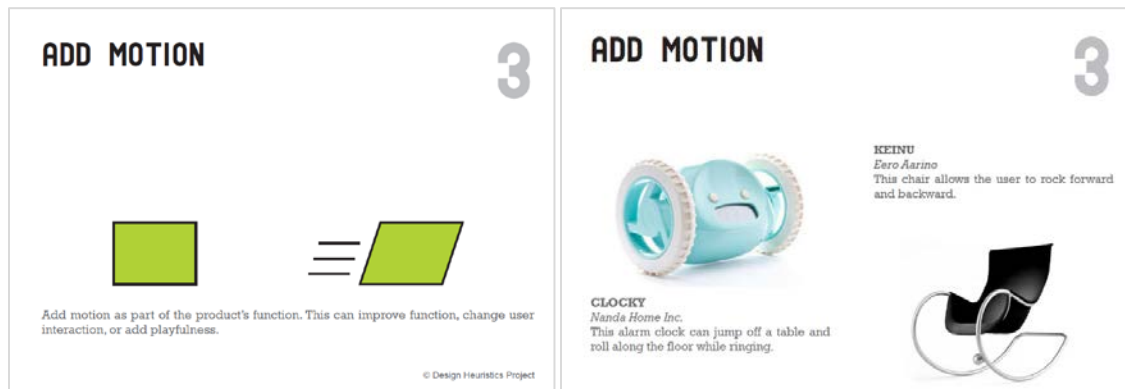 ADD MOTION
3
Add motion as part of the product's function. This can improve function, change user
interaction, or add playfulness.
© Design Heuristics Project
ADD MOTION
3
KEINU
Eero Aarino
This chair allows the user to rock forward
and backward.
CLOCKY
Nanda Home Inc.
This alarm clock can jump off a table and
roll along the floor while ringing.